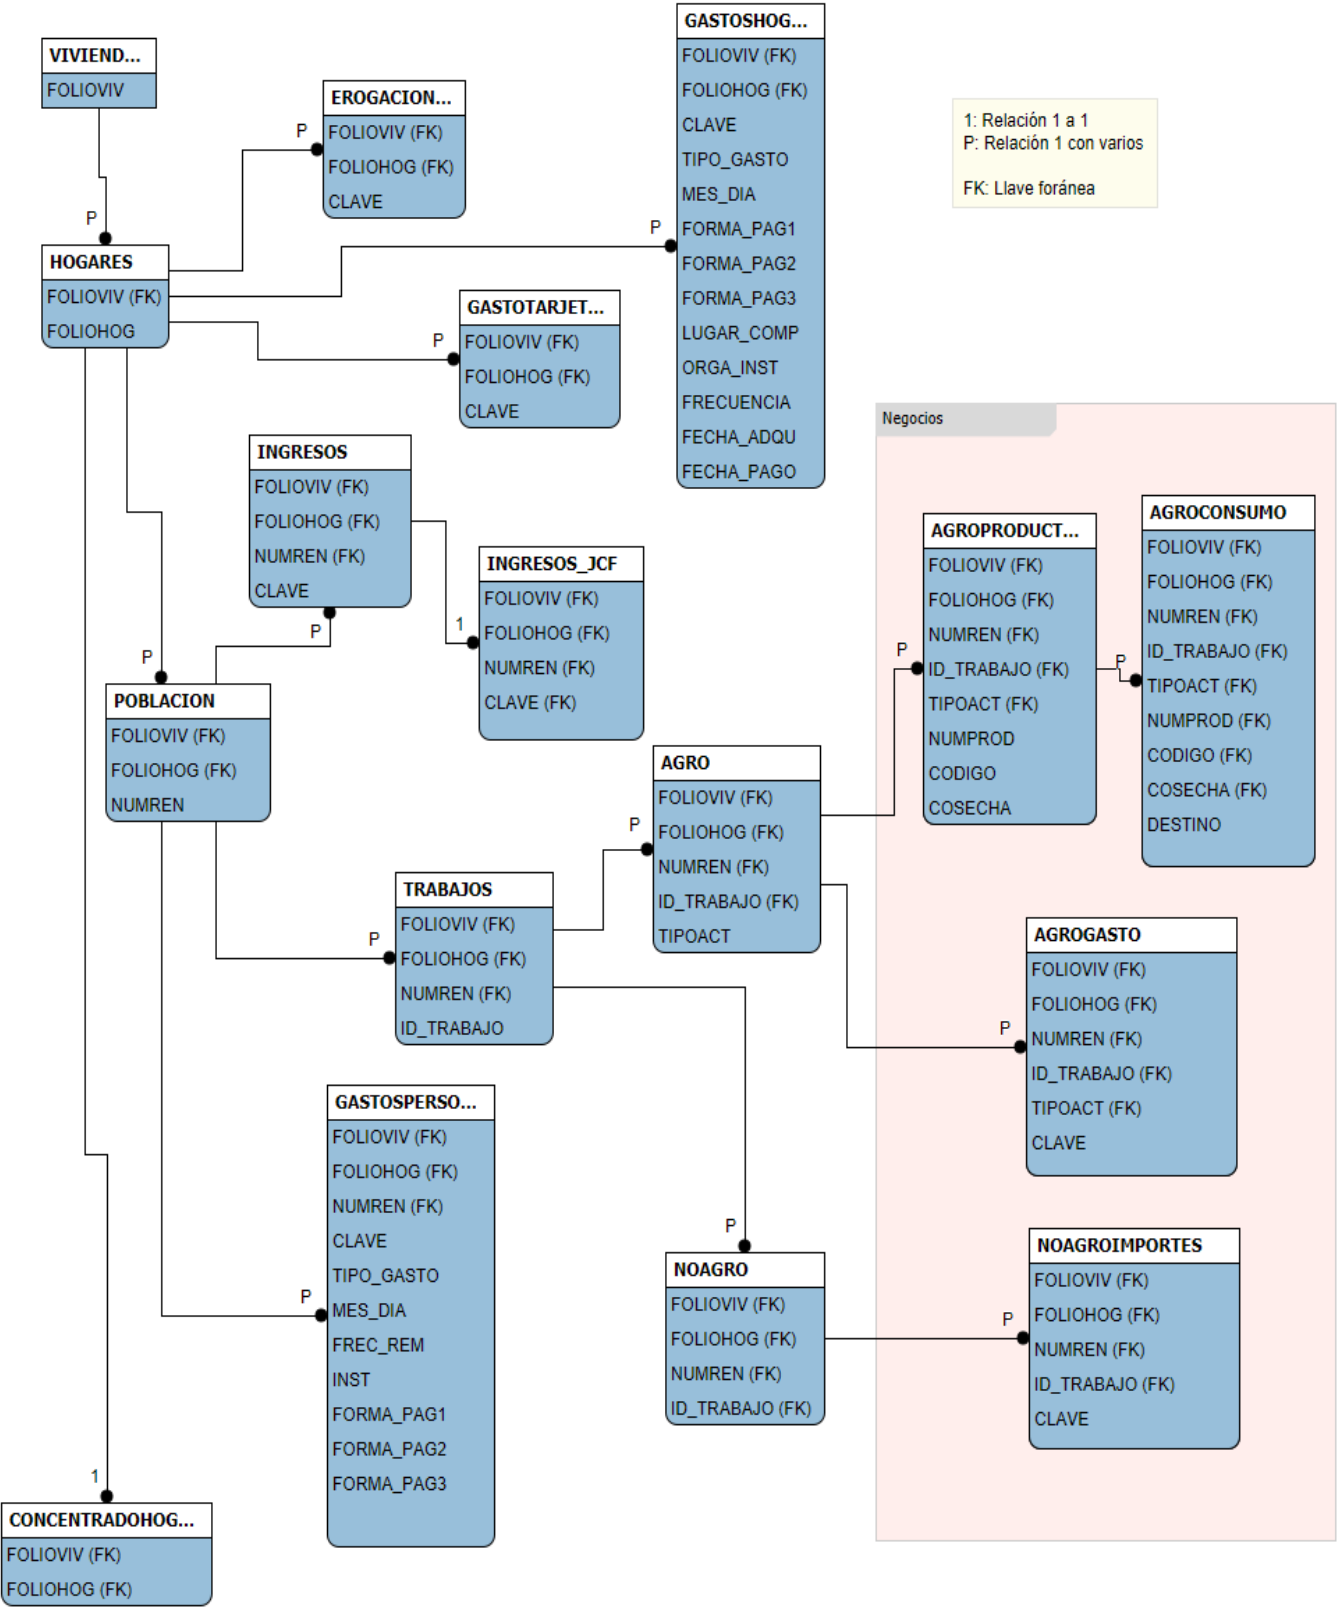 VIVIEND...
FOLIOVIV
P
HOGARES
FOLIOVIV (FK)
FOLIOHOG
P
EROGACION...
FOLIOVIV (FK)
FOLIOHOG (FK)
CLAVE
P
GASTOSHOG...
FOLIOVIV (FK)
FOLIOHOG (FK)
CLAVE
TIPO_GASTO
MES_DIA
FORMA_PAG1
FORMA_PAG2
FORMA_PAG3
LUGAR_COMP
ORGA_INST
FRECUENCIA
FECHA_ADQU
FECHA_PAGO
1: Relación 1 a 1
P: Relación 1 con varios
FK: Llave foránea
P
GASTOTARJET...
FOLIOVIV (FK)
FOLIOHOG (FK)
CLAVE
INGRESOS
FOLIOVIV (FK)
FOLIOHOG (FK)
NUMREN (FK)
CLAVE
P
1
INGRESOS_JCF
FOLIOVIV (FK)
FOLIOHOG (FK)
NUMREN (FK)
CLAVE (FK)
P
POBLACION
FOLIOVIV (FK)
FOLIOHOG (FK)
NUMREN
P
TRABAJOS
FOLIOVIV (FK)
FOLIOHOG (FK)
NUMREN (FK)
ID_TRABAJO
P
AGRO
FOLIOVIV (FK)
FOLIOHOG (FK)
NUMREN (FK)
ID_TRABAJO (FK)
TIPOACT
Negocios
P
AGROPRODUCT...
FOLIOVIV (FK)
FOLIOHOG (FK)
NUMREN (FK)
ID_TRABAJO (FK)
TIPOACT (FK)
NUMPROD
CODIGO
COSECHA
P
AGROCONSUMO
FOLIOVIV (FK)
FOLIOHOG (FK)
NUMREN (FK)
ID_TRABAJO (FK)
TIPOACT (FK)
NUMPROD (FK)
CODIGO (FK)
COSECHA (FK)
DESTINO
P
AGROGASTO
FOLIOVIV (FK)
FOLIOHOG (FK)
NUMREN (FK)
ID_TRABAJO (FK)
TIPOACT (FK)
CLAVE
P
GASTOSPERSO...
FOLIOVIV (FK)
FOLIOHOG (FK)
NUMREN (FK)
CLAVE
TIPO_GASTO
MES_DIA
FREC_REM
INST
FORMA_PAG1
FORMA_PAG2
FORMA_PAG3
P
NOAGRO
FOLIOVIV (FK)
FOLIOHOG (FK)
NUMREN (FK)
ID_TRABAJO (FK)
P
NOAGROIMPORTES
FOLIOVIV (FK)
FOLIOHOG (FK)
NUMREN (FK)
ID_TRABAJO (FK)
CLAVE
1
CONCENTRADOHOG...
FOLIOVIV (FK)
FOLIOHOG (FK)